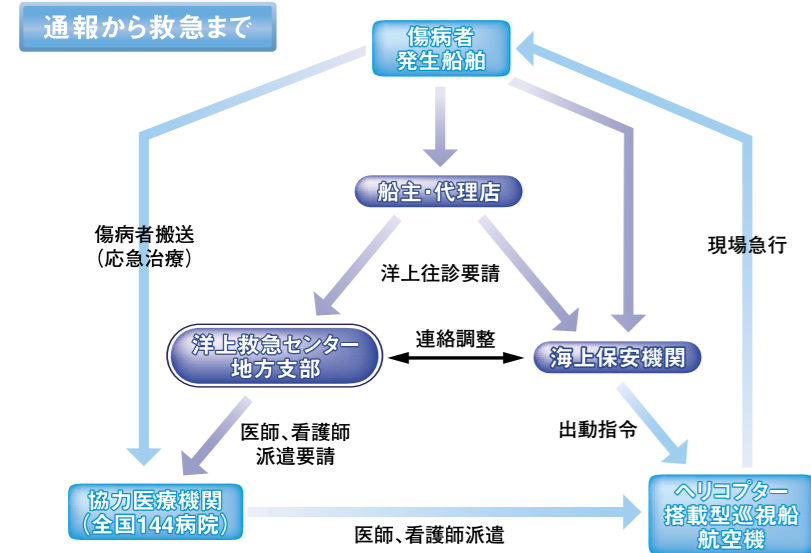 通報から救急まで
傷病者
発生船舶
船主・代理店
傷病者搬送
（応急治療）
現場急行
洋上往診要請
洋上救急センター
地方支部
連絡調整
海上保安機関
医師、看護師
派遣要請
出動指令
協力医療機関
（全国144病院）
医師、看護師派遣
ヘリコプター
搭載型巡視船
航空機